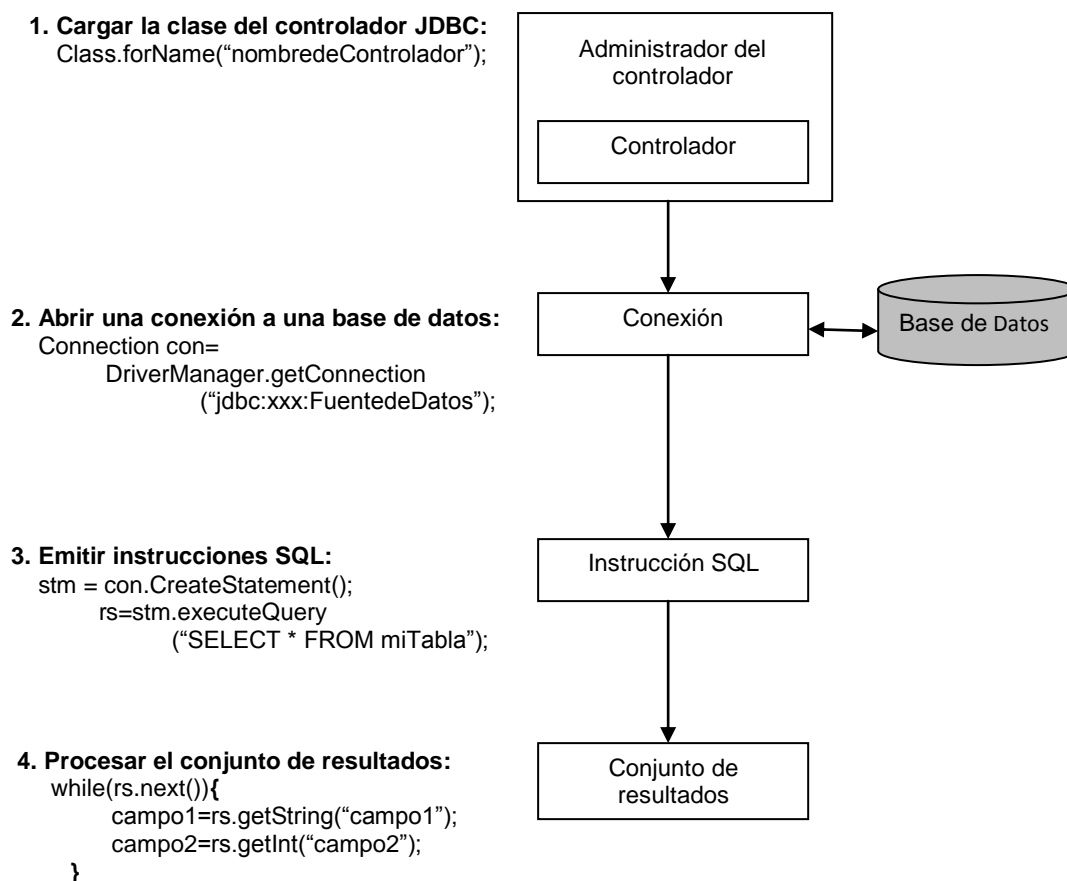 1. Cargar la clase del controlador JDBC:
Class.forName(“nombredeControlador”);
Administrador del
controlador
Controlador
2. Abrir una conexión a una base de datos:
Connection con=
DriverManager.getConnection
(“jdbc:xxx:FuentedeDatos”);
Conexión
Base de Datos
3. Emitir instrucciones SQL:
stm = con.CreateStatement();
rs=stm.executeQuery
(“SELECT * FROM miTabla”);
Instrucción SQL
4. Procesar el conjunto de resultados:
while(rs.next()){
campo1=rs.getString(“campo1”);
campo2=rs.getInt(“campo2”);
}
Conjunto de
resultados